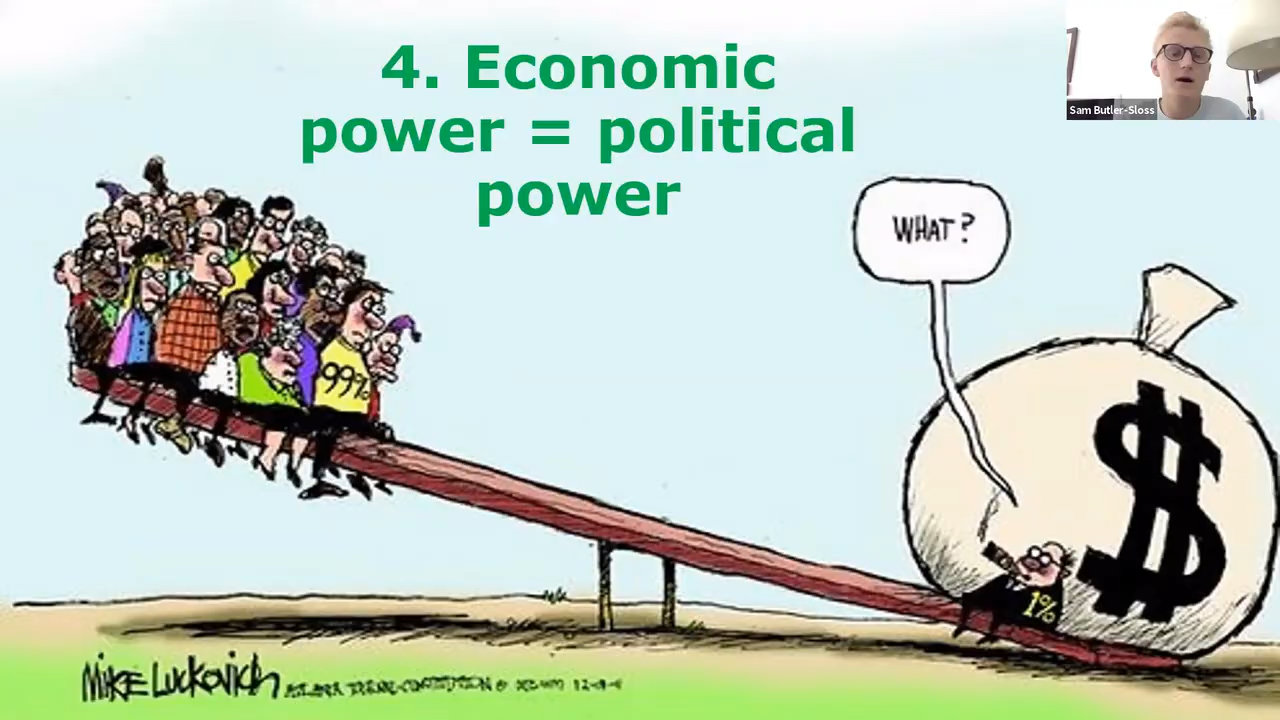 4. Economic
power = political
power
Sam Butler-Sloss
WHAT?
99%
$
1%
MIKE LUCKOVICH